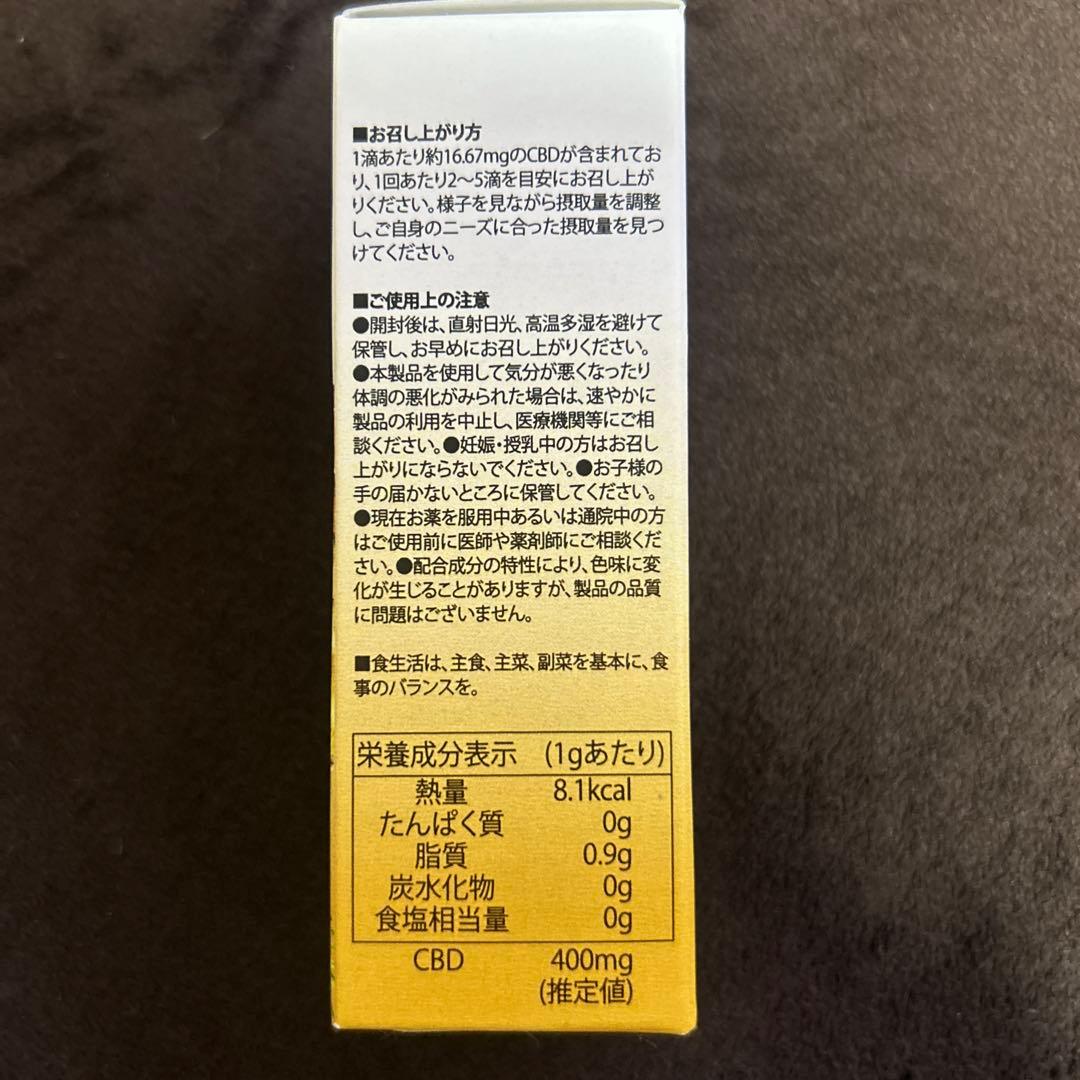 ■お召し上がり方
1滴あたり約16.67mgのCBDが含まれてお
り、1回あたり2～5滴を目安にお召し上が
りください。様子を見ながら摂取量を調整
し、ご自身のニーズに合った摂取量を見つ
けてください。
■ご使用上の注意
●開封後は、直射日光、高温多湿を避けて
保管し、お早めにお召し上がりください。
●本製品を使用して気分が悪くなったり
体調の悪化がみられた場合は、速やかに
製品の利用を中止し、医療機関等にご相
談ください。●妊娠・授乳中の方はお召し
上がりにならないでください。●お子様の
手の届かないところに保管してください。
●現在お薬を服用中あるいは通院中の方
はご使用前に医師や薬剤師にご相談くだ
さい。●配合成分の特性により、色味に変
化が生じることがありますが、製品の品質
に問題はございません。
■食生活は、主食、主菜、副菜を基本に、食
事のバランスを。
栄養成分表示 (1gあたり)
熱量 8.1kcal
たんぱく質 0g
脂質 0.9g
炭水化物 0g
食塩相当量 0g
CBD 400mg
(推定値)